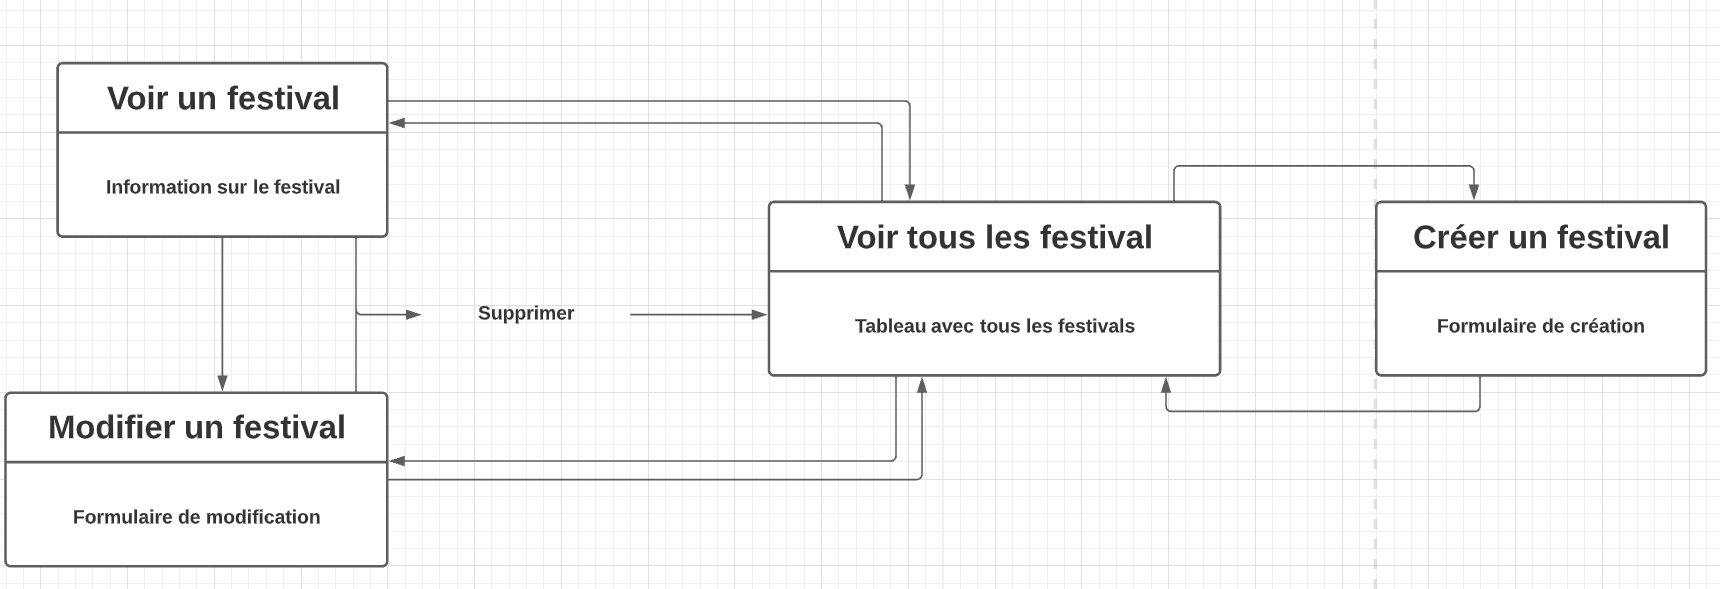 Voir un festival
Information sur le festival
Voir tous les festival
Tableau avec tous les festivals
Créer un festival
Formulaire de création
Supprimer
Modifier un festival
Formulaire de modification